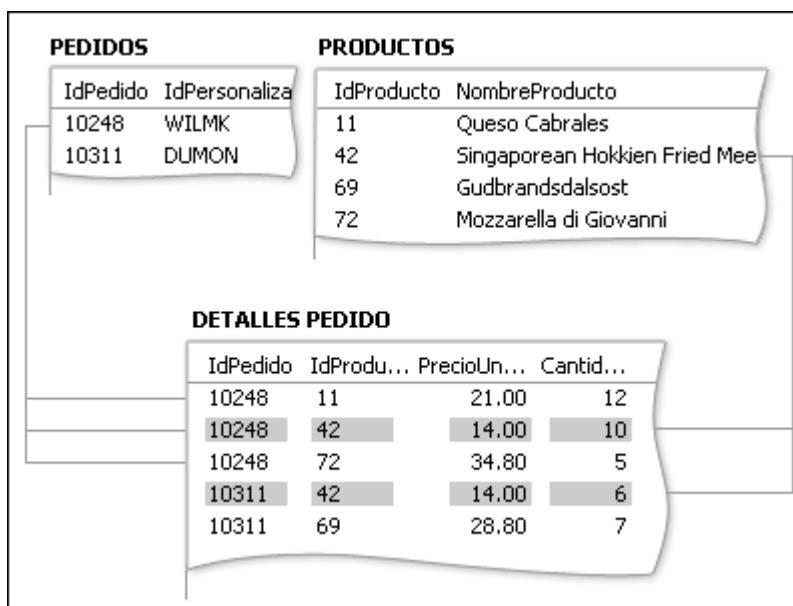 PEDIDOS
IdPedido IdPersonaliza
10248 WILMK
10311 DUMON
PRODUCTOS
IdProducto NombreProducto
11 Queso Cabrales
42 Singaporean Hokkien Fried Mee
69 Gudbrandsdalsost
72 Mozzarella di Giovanni
DETALLES PEDIDO
IdPedido IdProdu... PrecioUn... Cantid...
10248 11 21.00 12
10248 42 14.00 10
10248 72 34.80 5
10311 42 14.00 6
10311 69 28.80 7